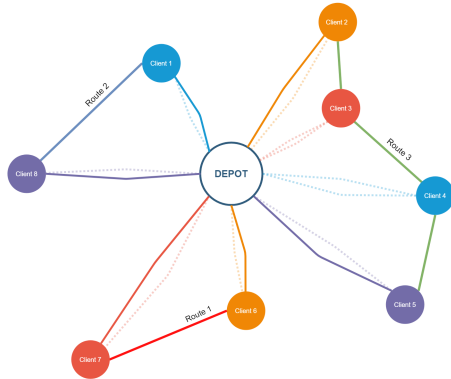 Client 2
Client 1
Route 2
Client 3
Route 3
Client 8
DEPOT
Client 4
Route 1
Client 6
Client 5
Client 7